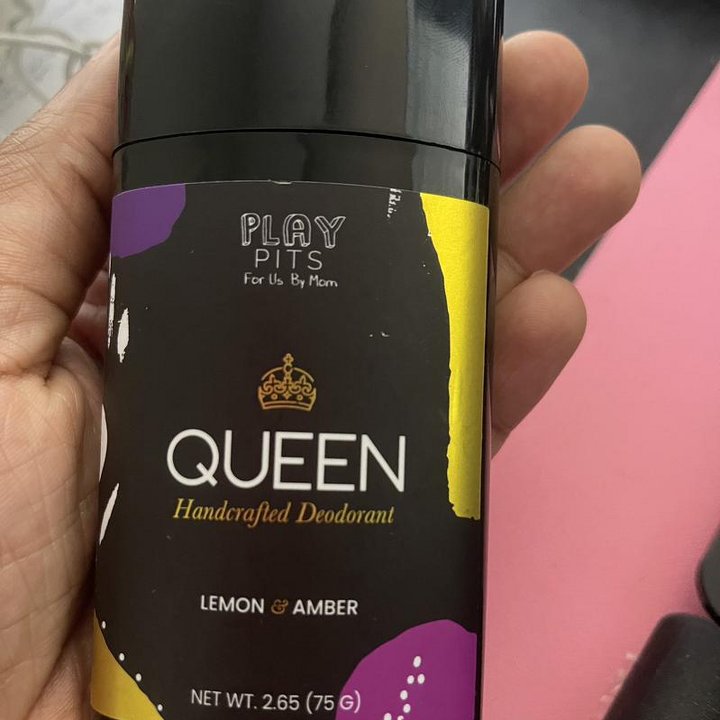 PLAY
PITS
For Us By Mom
QUEEN
Handcrafted Deodorant
LEMON & AMBER
NET WT. 2.65 (75 G)